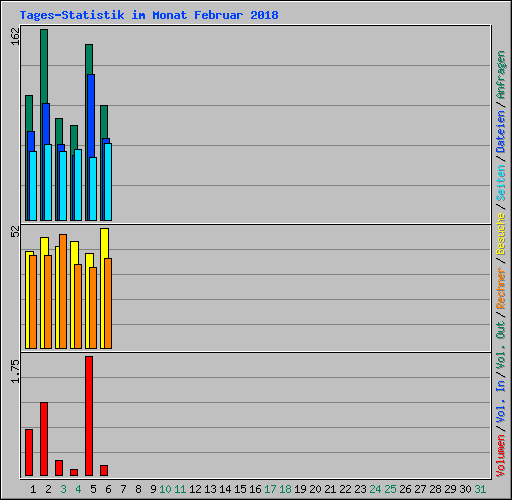 Tages-Statistik im Monat Februar 2018
162
52
1.75
Volumen / Vol. In / Vol. Out / Rechner / Besuche / Seiten / Dateien / Anfragen
1 2 3 4 5 6 7 8 9 10 11 12 13 14 15 16 17 18 19 20 21 22 23 24 25 26 27 28 29 30 31